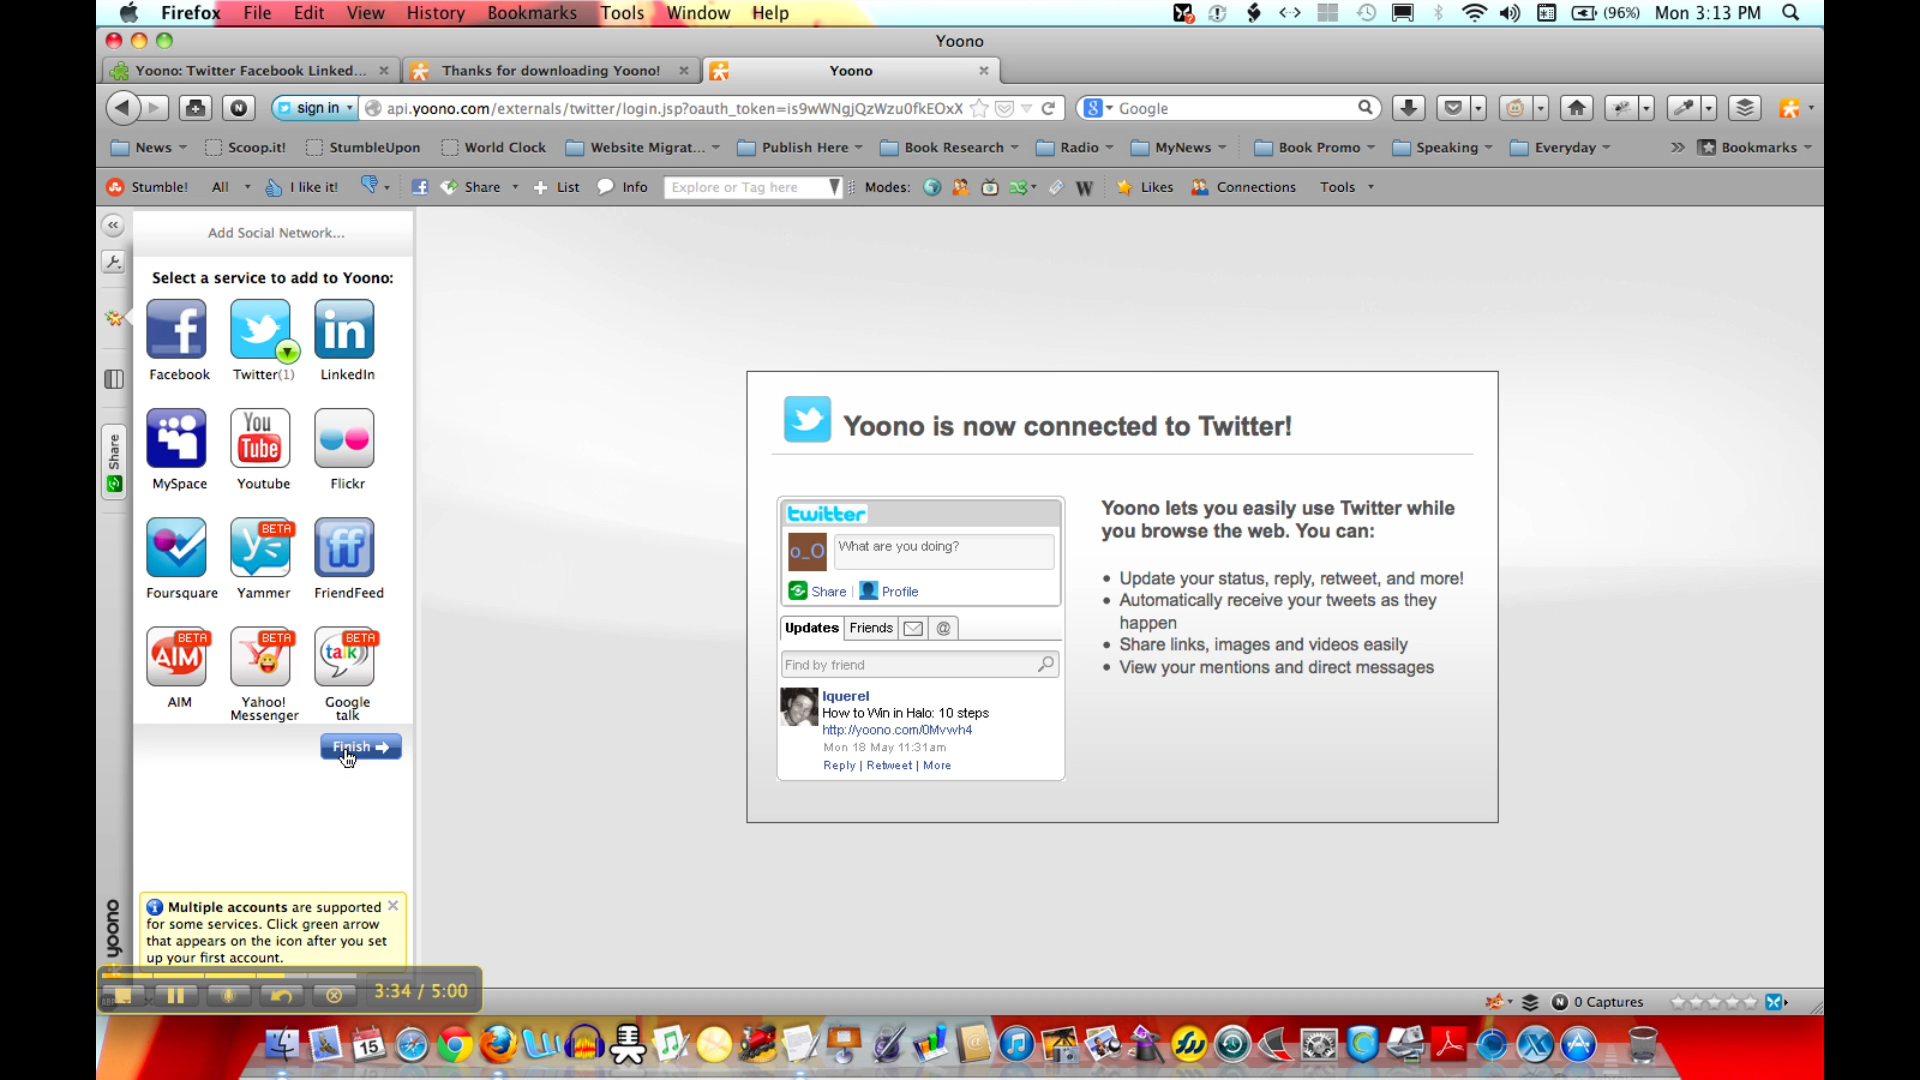 Firefox File Edit View History Bookmarks Tools Window Help
(96%) Mon 3:13 PM
Yoono
Yoono: Twitter Facebook Linked...
Thanks for downloading Yoono!
Yoono
sign in
api.yoono.com/externals/twitter/login.jsp?oauth_token=is9wWNgjQzWzu0fkEOxX
Google
News Scoop.it! StumbleUpon World Clock Website Migrat... Publish Here Book Research Radio MyNews Book Promo Speaking Everyday Bookmarks
Stumble! All I like it! Share List Info Explore or Tag here Modes: W Likes Connections Tools
Add Social Network...
Select a service to add to Yoono:
Facebook Twitter(1) LinkedIn
You Tube
MySpace Youtube Flickr
BETA
Foursquare Yammer FriendFeed
BETA BETA BETA
AIM talk
AIM Yahoo! Messenger Google talk
Finish
Share
yoono
Multiple accounts are supported
for some services. Click green arrow
that appears on the icon after you set
up your first account.
3:34 / 5:00
Yoono is now connected to Twitter!
twitter
o_O What are you doing?
Share | Profile
Updates Friends @
Find by friend
lquerel
How to Win in Halo: 10 steps
http://yoono.com/0Mvwh4
Mon 18 May 11:31am
Reply | Retweet | More
Yoono lets you easily use Twitter while
you browse the web. You can:
• Update your status, reply, retweet, and more!
• Automatically receive your tweets as they
happen
• Share links, images and videos easily
• View your mentions and direct messages
0 Captures
15